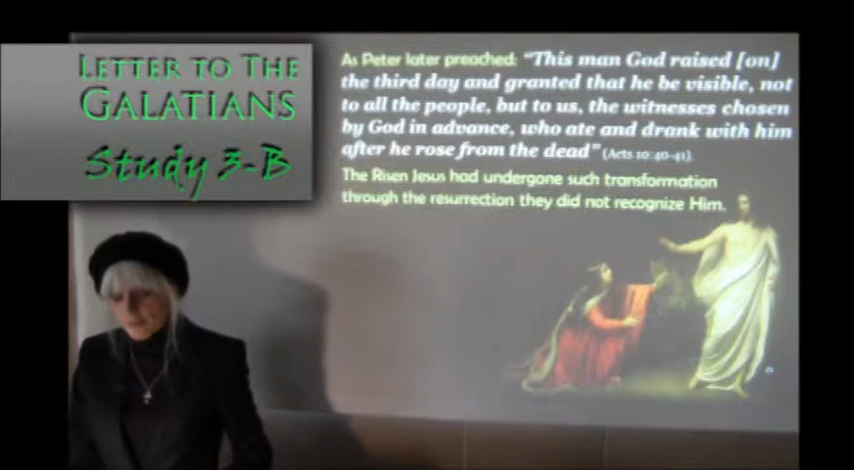 LETTER TO THE
GALATIANS
Study 3-B
As Peter later preached: "This man God raised [on]
the third day and granted that he be visible, not
to all the people, but to us, the witnesses chosen
by God in advance, who ate and drank with him
after he rose from the dead" (Acts 10:40-41).
The Risen Jesus had undergone such transformation
through the resurrection they did not recognize Him.